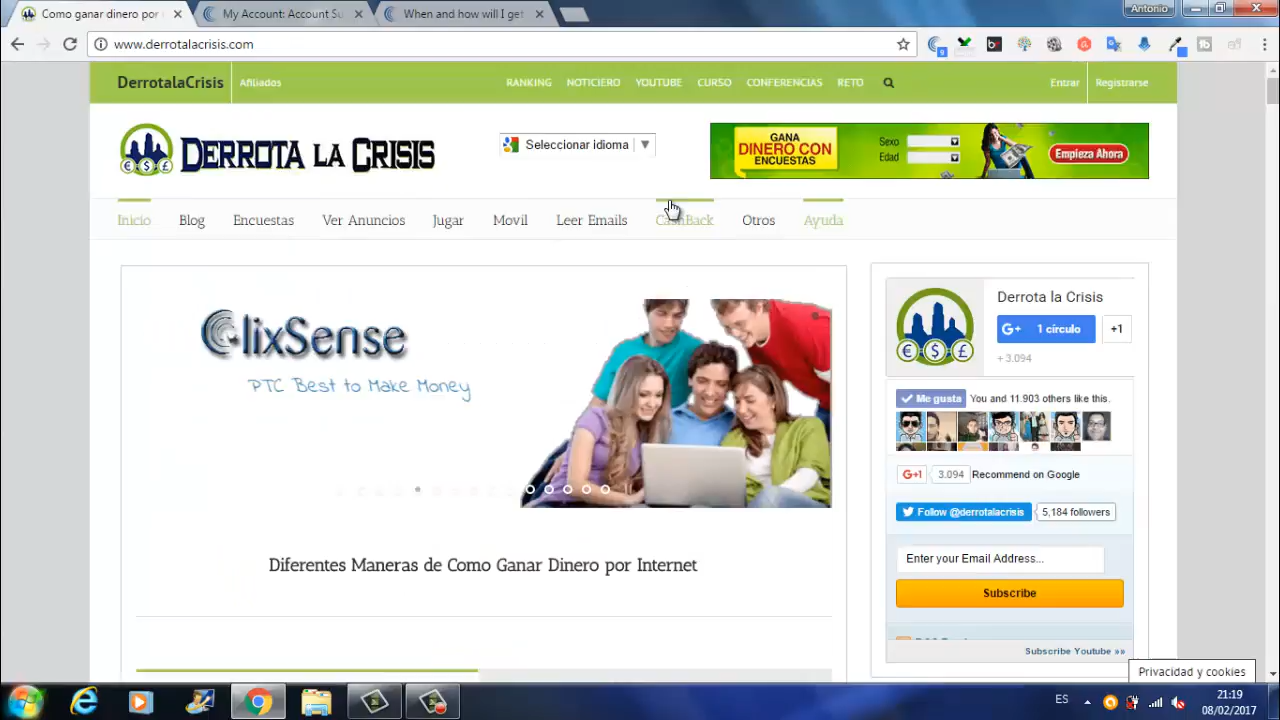 Como ganar dinero por
My Account: Account Su
When and how will I get
Antonio
www.derrotalacrisis.com
9
DerrotalaCrisis
Afiliados
RANKING
NOTICIERO
YOUTUBE
CURSO
CONFERENCIAS
RETO
Entrar
Registrarse
DERROTA LA CRISIS
Seleccionar idioma
GANA
DINERO CON
ENCUESTAS
Sexo
Edad
Empieza Ahora
Inicio
Blog
Encuestas
Ver Anuncios
Jugar
Movil
Leer Emails
CashBack
Otros
Ayuda
ClixSense
PTC Best to Make Money
Diferentes Maneras de Como Ganar Dinero por Internet
Derrota la Crisis
G+ 1 círculo
+1
+ 3.094
Me gusta
You and 11.903 others like this.
G+1
3.094
Recommend on Google
Follow @derrotalacrisis
5,184 followers
Enter your Email Address...
Subscribe
Subscribe Youtube »»
Privacidad y cookies
ES
21:19
08/02/2017